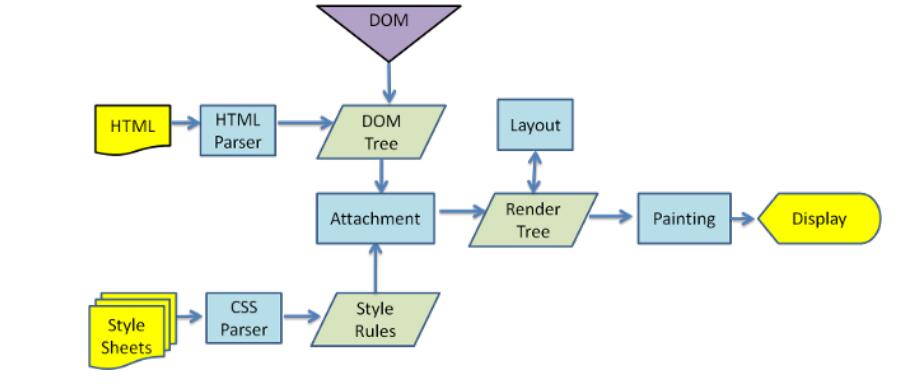 DOM
HTML
HTML
Parser
DOM
Tree
Layout
Attachment
Render
Tree
Painting
Display
Style
Sheets
CSS
Parser
Style
Rules